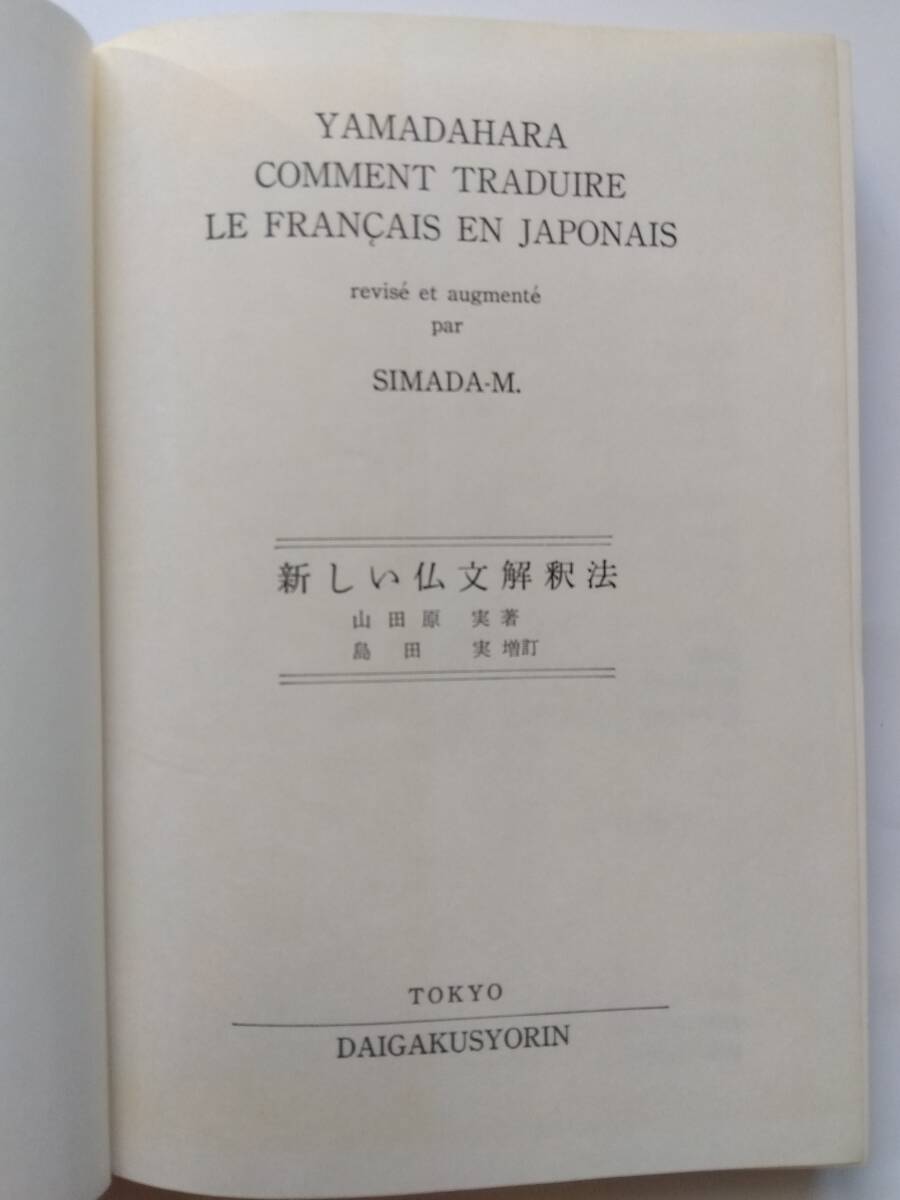 YAMADAHARA
COMMENT TRADUIRE
LE FRANÇAIS EN JAPONAIS
revisé et augmenté
par
SIMADA-M.
新しい仏文解釈法
山田原 実著
島田 実増訂
TOKYO
DAIGAKUSYORIN